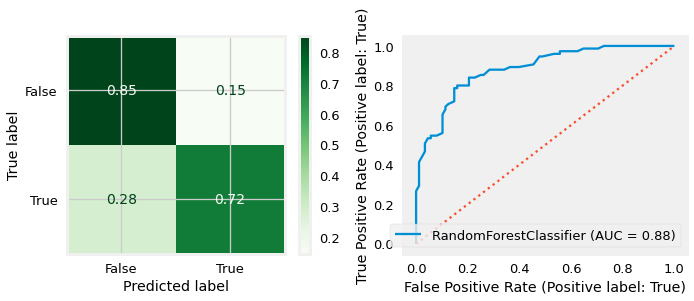 True label
False
True
0.85
0.15
0.28
0.72
False
True
Predicted label
0.8
0.7
0.6
0.5
0.4
0.3
0.2
True Positive Rate (Positive label: True)
1.0
0.8
0.6
0.4
0.2
0.0
RandomForestClassifier (AUC = 0.88)
0.0
0.2
0.4
0.6
0.8
1.0
False Positive Rate (Positive label: True)